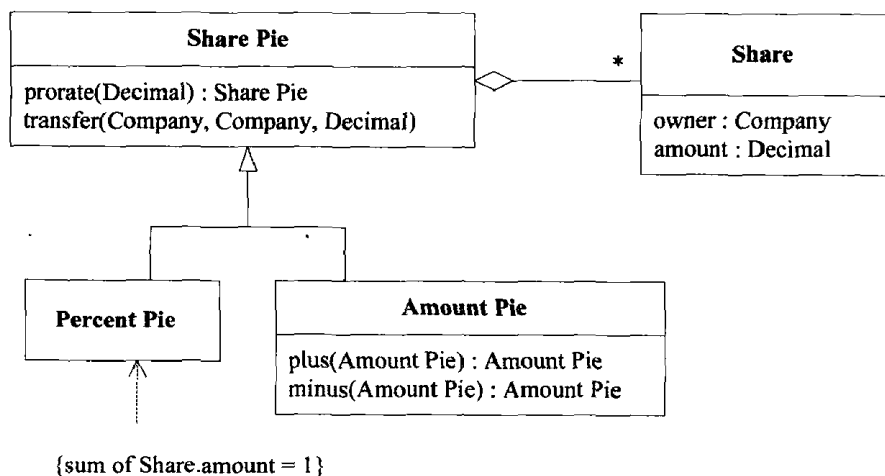 Share Pie
prorate(Decimal) : Share Pie
transfer(Company, Company, Decimal)
*
Share
owner : Company
amount : Decimal
Percent Pie
Amount Pie
plus(Amount Pie) : Amount Pie
minus(Amount Pie) : Amount Pie
{sum of Share.amount = 1}